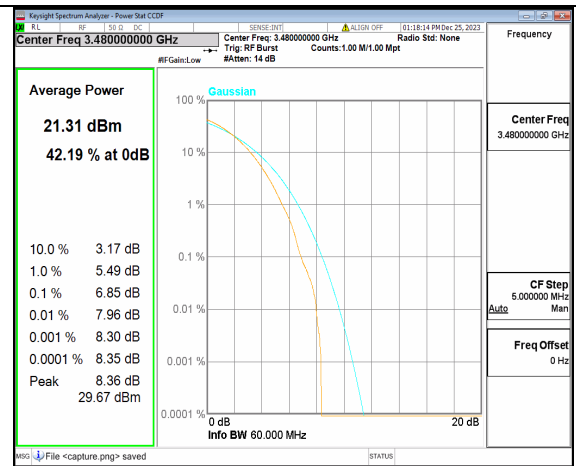 Keysight Spectrum Analyzer - Power Stat CCDF
RL RF 50 Ω DC SENSE:INT ALIGN OFF 01:18:14 PM Dec 25, 2023
Center Freq 3.480000000 GHz
Center Freq: 3.480000000 GHz Radio Std: None
Trig: RF Burst Counts:1.00 M/1.00 Mpt
#IFGain:Low #Atten: 14 dB
Frequency
Average Power
21.31 dBm
42.19 % at 0dB
10.0 % 3.17 dB
1.0 % 5.49 dB
0.1 % 6.85 dB
0.01 % 7.96 dB
0.001 % 8.30 dB
0.0001 % 8.35 dB
Peak 8.36 dB
29.67 dBm
Gaussian
100 %
10 %
1 %
0.1 %
0.01 %
0.001 %
0.0001 %
0 dB 20 dB
Info BW 60.000 MHz
Center Freq
3.480000000 GHz
CF Step
5.000000 MHz
Auto Man
Freq Offset
0 Hz
MSG File <capture.png> saved STATUS